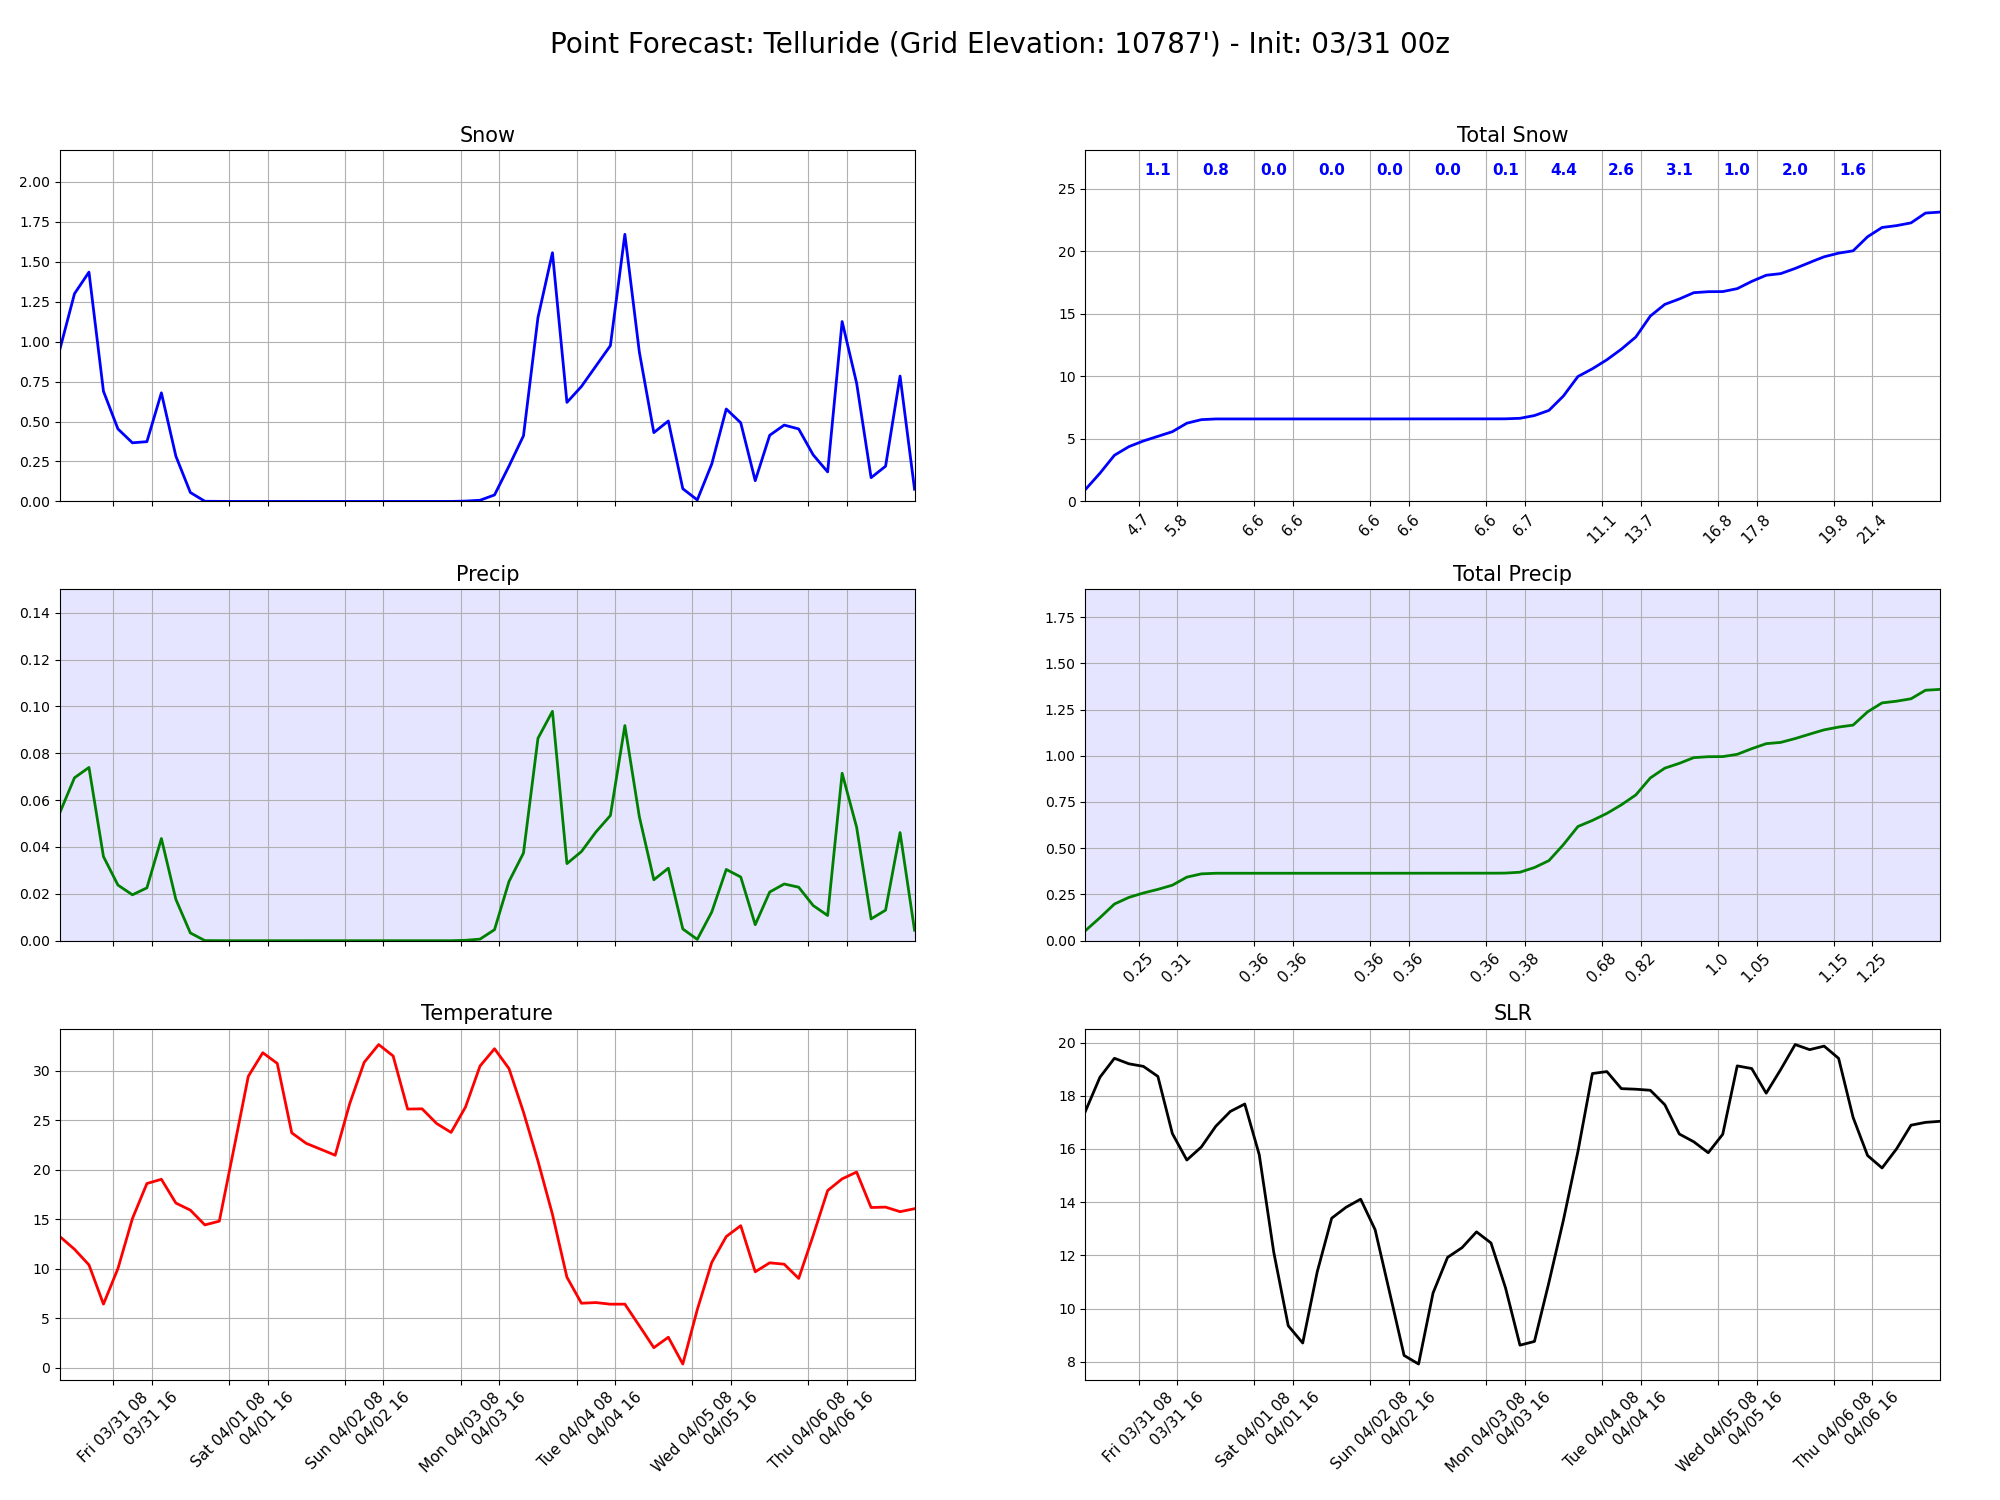 Point Forecast: Telluride (Grid Elevation: 10787') - Init: 03/31 00z
Snow
2.00
1.75
1.50
1.25
1.00
0.75
0.50
0.25
0.00
Total Snow
1.1 0.8 0.0 0.0 0.0 0.0 0.1 4.4 2.6 3.1 1.0 2.0 1.6
25
20
15
10
5
0
4.7 5.8 6.6 6.6 6.6 6.6 6.6 6.7 11.1 13.7 16.8 17.8 19.8 21.4
Precip
0.14
0.12
0.10
0.08
0.06
0.04
0.02
0.00
Total Precip
1.75
1.50
1.25
1.00
0.75
0.50
0.25
0.00
0.25 0.31 0.36 0.36 0.36 0.36 0.36 0.38 0.68 0.82 1.0 1.05 1.15 1.25
Temperature
30
25
20
15
10
5
0
Fri 03/31 08
03/31 16
Sat 04/01 08
04/01 16
Sun 04/02 08
04/02 16
Mon 04/03 08
04/03 16
Tue 04/04 08
04/04 16
Wed 04/05 08
04/05 16
Thu 04/06 08
04/06 16
SLR
20
18
16
14
12
10
8
Fri 03/31 08
03/31 16
Sat 04/01 08
04/01 16
Sun 04/02 08
04/02 16
Mon 04/03 08
04/03 16
Tue 04/04 08
04/04 16
Wed 04/05 08
04/05 16
Thu 04/06 08
04/06 16